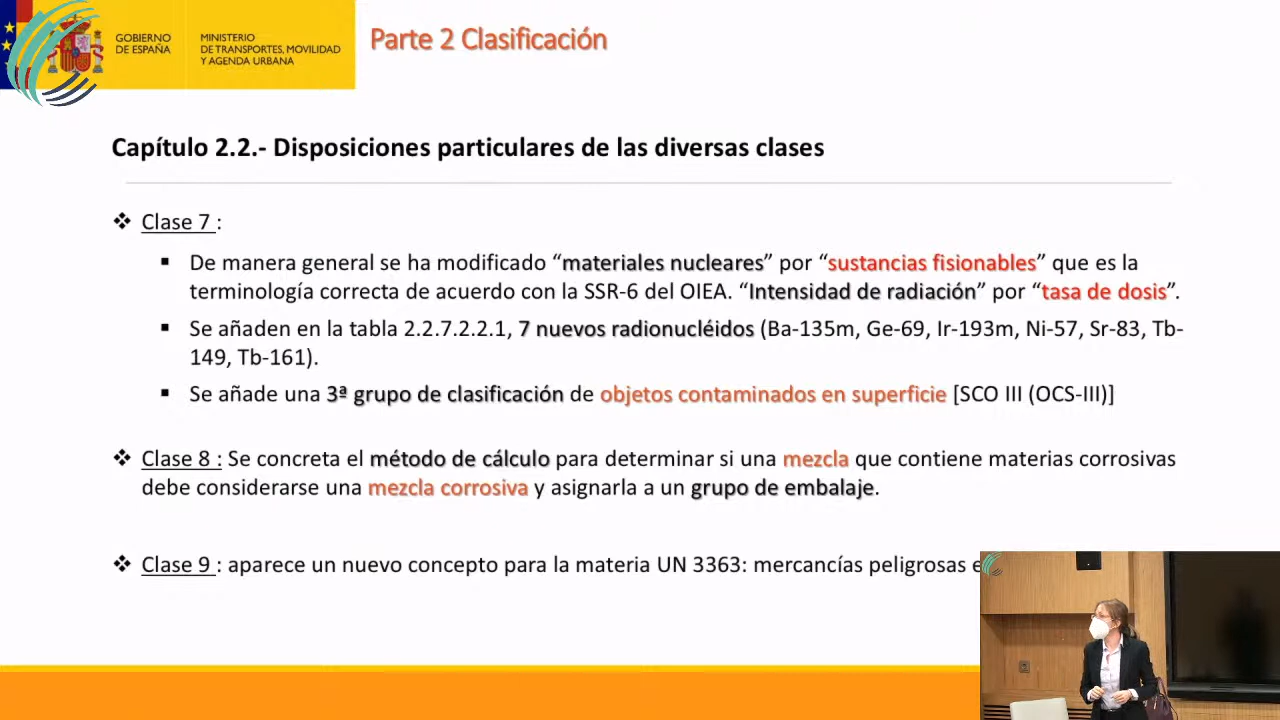 GOBIERNO
DE ESPAÑA
MINISTERIO
DE TRANSPORTES, MOVILIDAD
Y AGENDA URBANA
Parte 2 Clasificación
Capítulo 2.2.- Disposiciones particulares de las diversas clases
❖ Clase 7 :
▪ De manera general se ha modificado “materiales nucleares” por “sustancias fisionables” que es la
terminología correcta de acuerdo con la SSR-6 del OIEA. “Intensidad de radiación” por “tasa de dosis”.
▪ Se añaden en la tabla 2.2.7.2.2.1, 7 nuevos radionucléidos (Ba-135m, Ge-69, Ir-193m, Ni-57, Sr-83, Tb-
149, Tb-161).
▪ Se añade una 3ª grupo de clasificación de objetos contaminados en superficie [SCO III (OCS-III)]
❖ Clase 8 : Se concreta el método de cálculo para determinar si una mezcla que contiene materias corrosivas
debe considerarse una mezcla corrosiva y asignarla a un grupo de embalaje.
❖ Clase 9 : aparece un nuevo concepto para la materia UN 3363: mercancías peligrosas